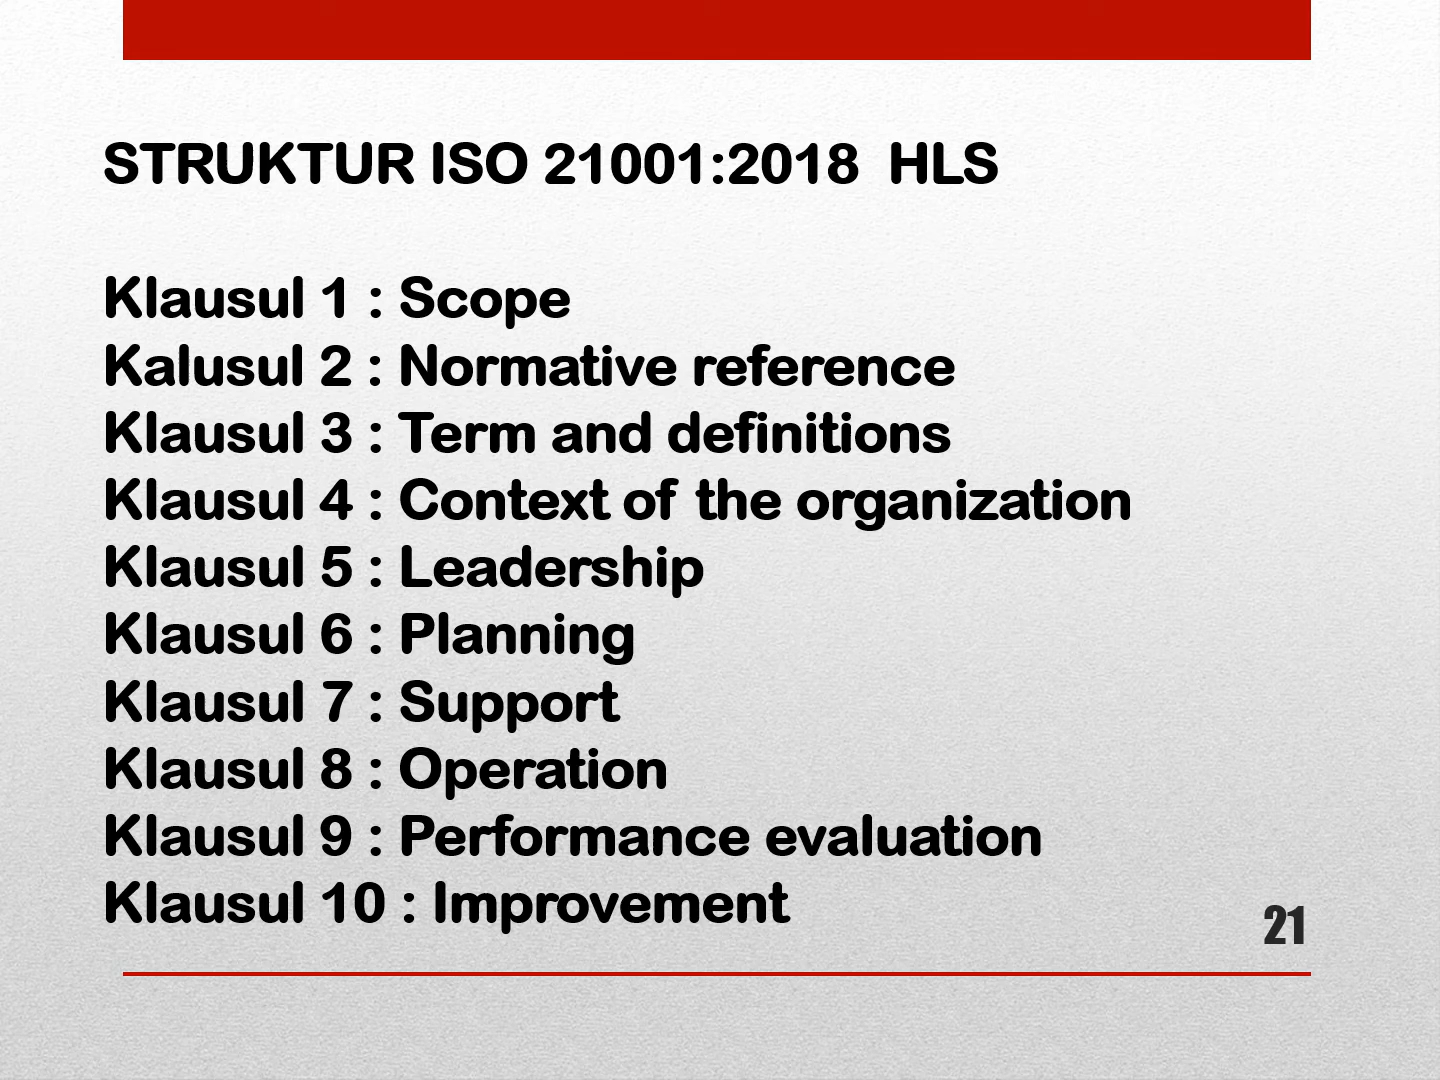 STRUKTUR ISO 21001:2018  HLS
Klausul 1 : Scope
Kalusul 2 : Normative reference
Klausul 3 : Term and definitions
Klausul 4 : Context of the organization
Klausul 5 : Leadership
Klausul 6 : Planning
Klausul 7 : Support
Klausul 8 : Operation
Klausul 9 : Performance evaluation
Klausul 10 : Improvement
21